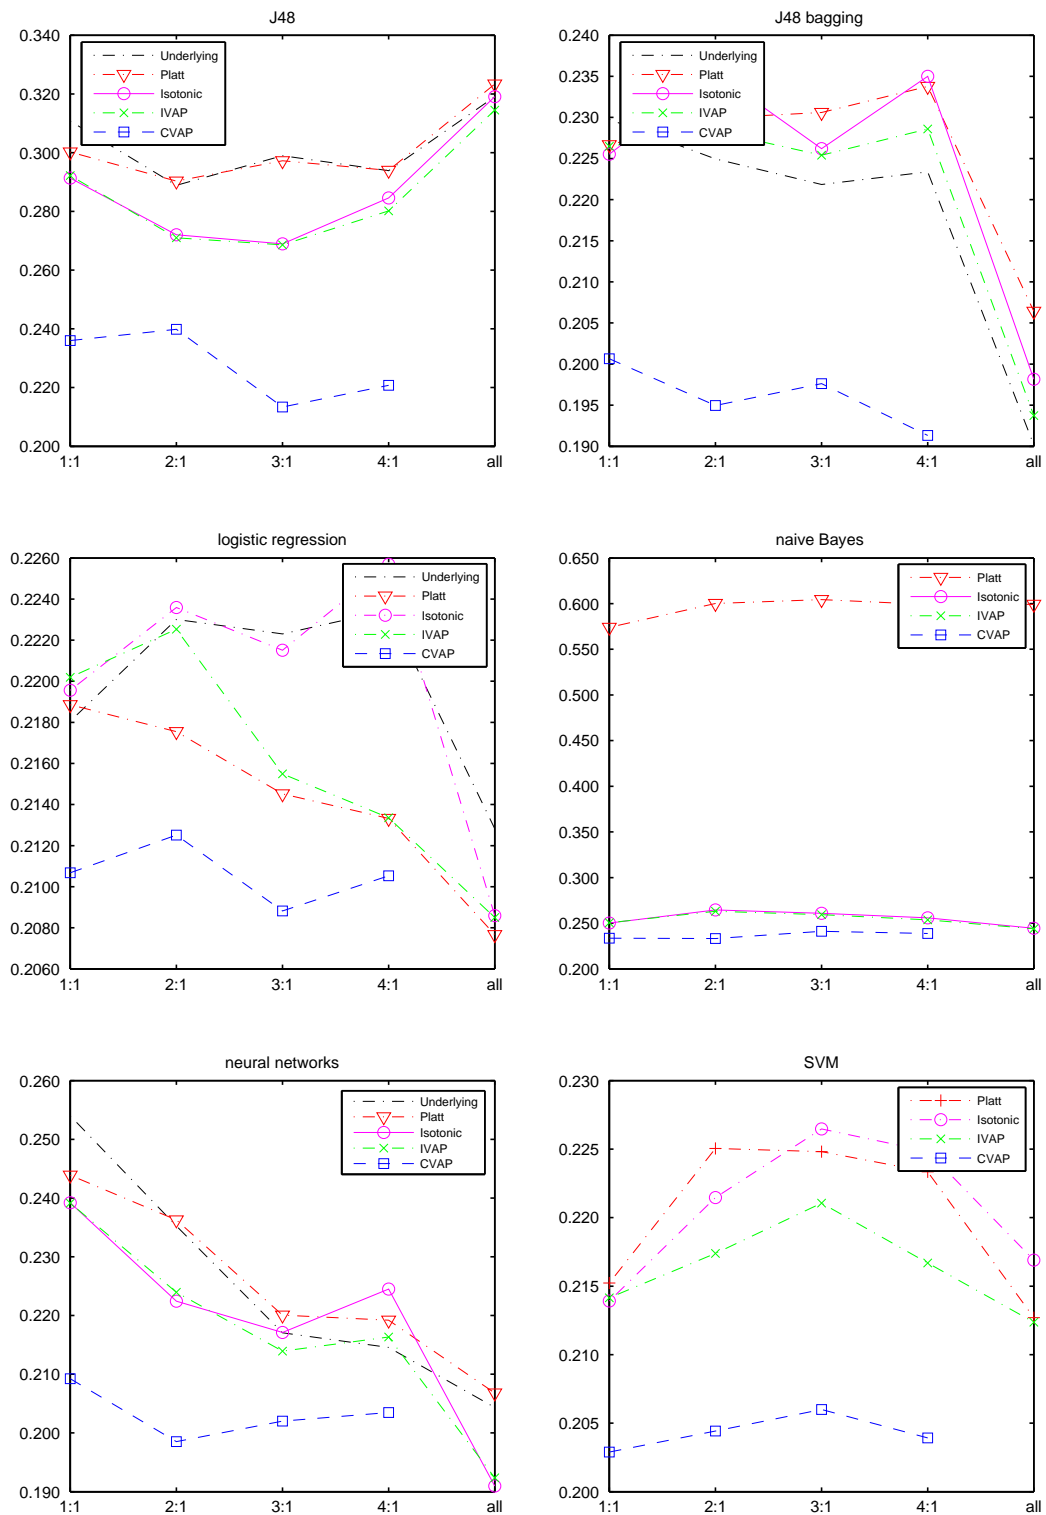 J48
0.340
0.320
0.300
0.280
0.260
0.240
0.220
0.200
1:1 2:1 3:1 4:1 all
Underlying
Platt
Isotonic
IVAP
CVAP
J48 bagging
0.240
0.235
0.230
0.225
0.220
0.215
0.210
0.205
0.200
0.195
0.190
1:1 2:1 3:1 4:1 all
Underlying
Platt
Isotonic
IVAP
CVAP
logistic regression
0.2260
0.2240
0.2220
0.2200
0.2180
0.2160
0.2140
0.2120
0.2100
0.2080
0.2060
1:1 2:1 3:1 4:1 all
Underlying
Platt
Isotonic
IVAP
CVAP
naive Bayes
0.650
0.600
0.550
0.500
0.450
0.400
0.350
0.300
0.250
0.200
1:1 2:1 3:1 4:1 all
Platt
Isotonic
IVAP
CVAP
neural networks
0.260
0.250
0.240
0.230
0.220
0.210
0.200
0.190
1:1 2:1 3:1 4:1 all
Underlying
Platt
Isotonic
IVAP
CVAP
SVM
0.230
0.225
0.220
0.215
0.210
0.205
0.200
1:1 2:1 3:1 4:1 all
Platt
Isotonic
IVAP
CVAP